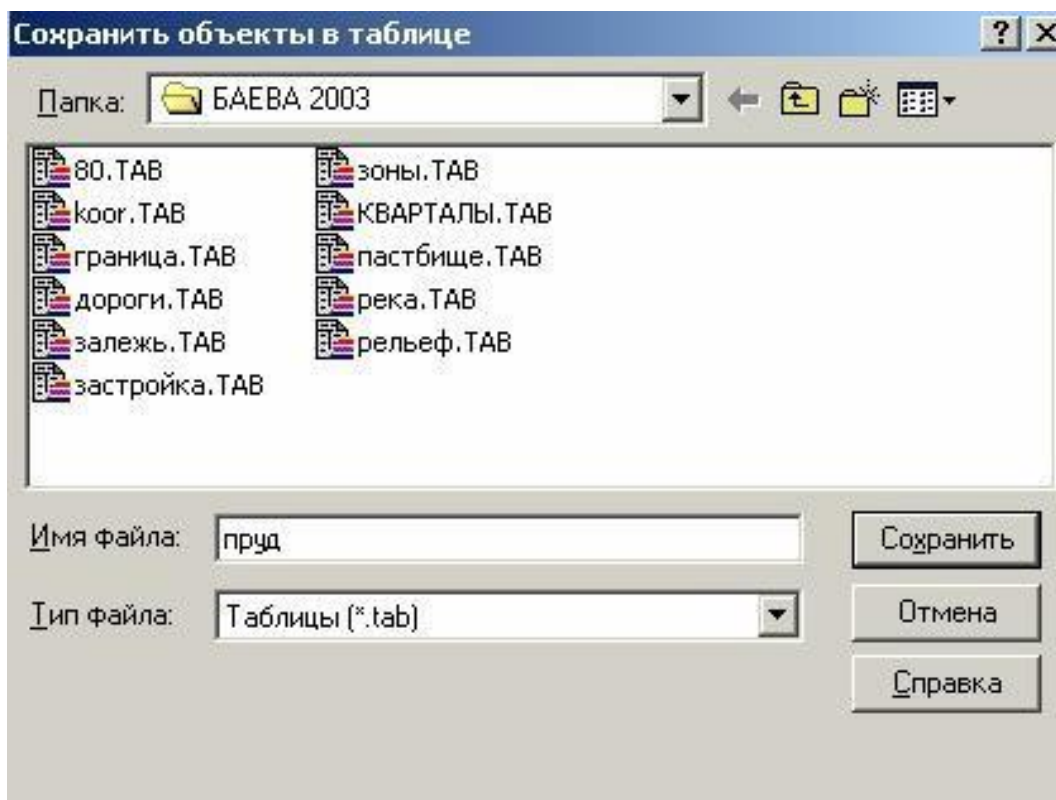 Сохранить объекты в таблице
Папка: БАЕВА 2003
80.TAB
koor.TAB
граница.TAB
дороги.TAB
залежь.TAB
застройка.TAB
зоны.TAB
КВАРТАЛЫ.TAB
пастбище.TAB
река.TAB
рельеф.TAB
Имя файла: пруд
Сохранить
Тип файла: Таблицы (*.tab)
Отмена
Справка